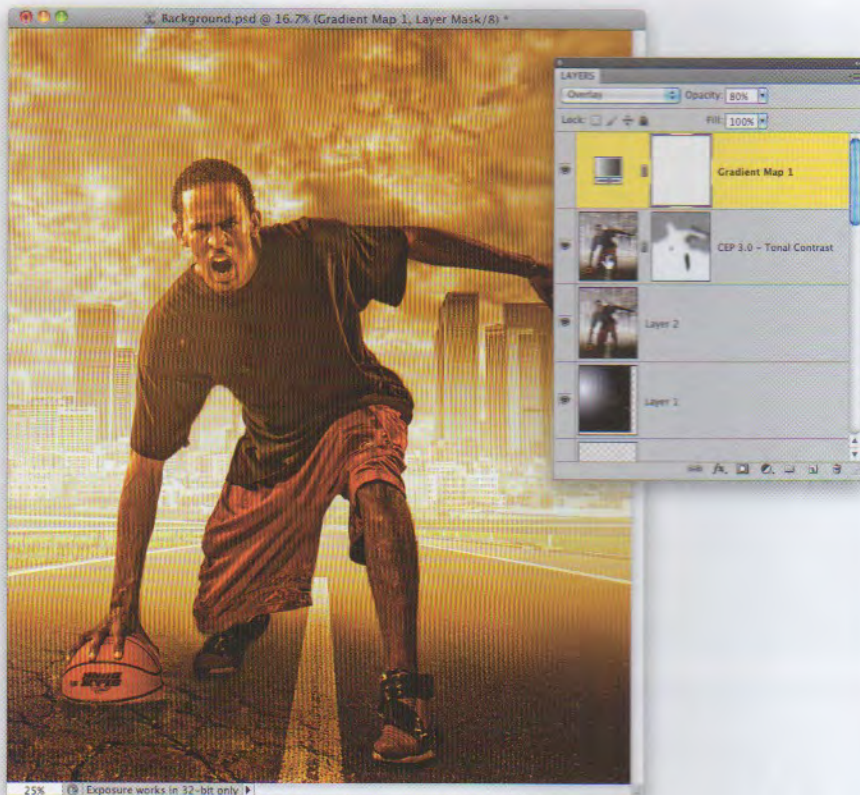 Background.psd @ 16.7% (Gradient Map 1, Layer Mask/8) *
LAYERS
Overlay Opacity: 80%
Lock: Fill: 100%
Gradient Map 1
CEP 3.0 – Tonal Contrast
Layer 2
Layer 1
fx.
25% Exposure works in 32-bit only